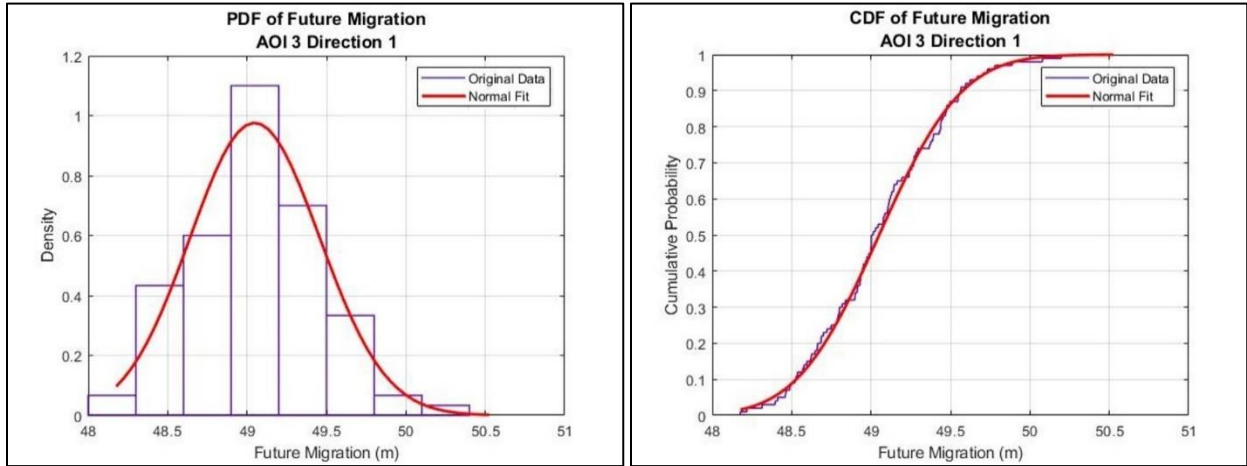 PDF of Future Migration
AOI 3 Direction 1
Original Data
Normal Fit
Density
1.2
1
0.8
0.6
0.4
0.2
0
48
48.5
49
49.5
50
50.5
51
Future Migration (m)
CDF of Future Migration
AOI 3 Direction 1
Original Data
Normal Fit
Cumulative Probability
1
0.9
0.8
0.7
0.6
0.5
0.4
0.3
0.2
0.1
0
48
48.5
49
49.5
50
50.5
51
Future Migration (m)